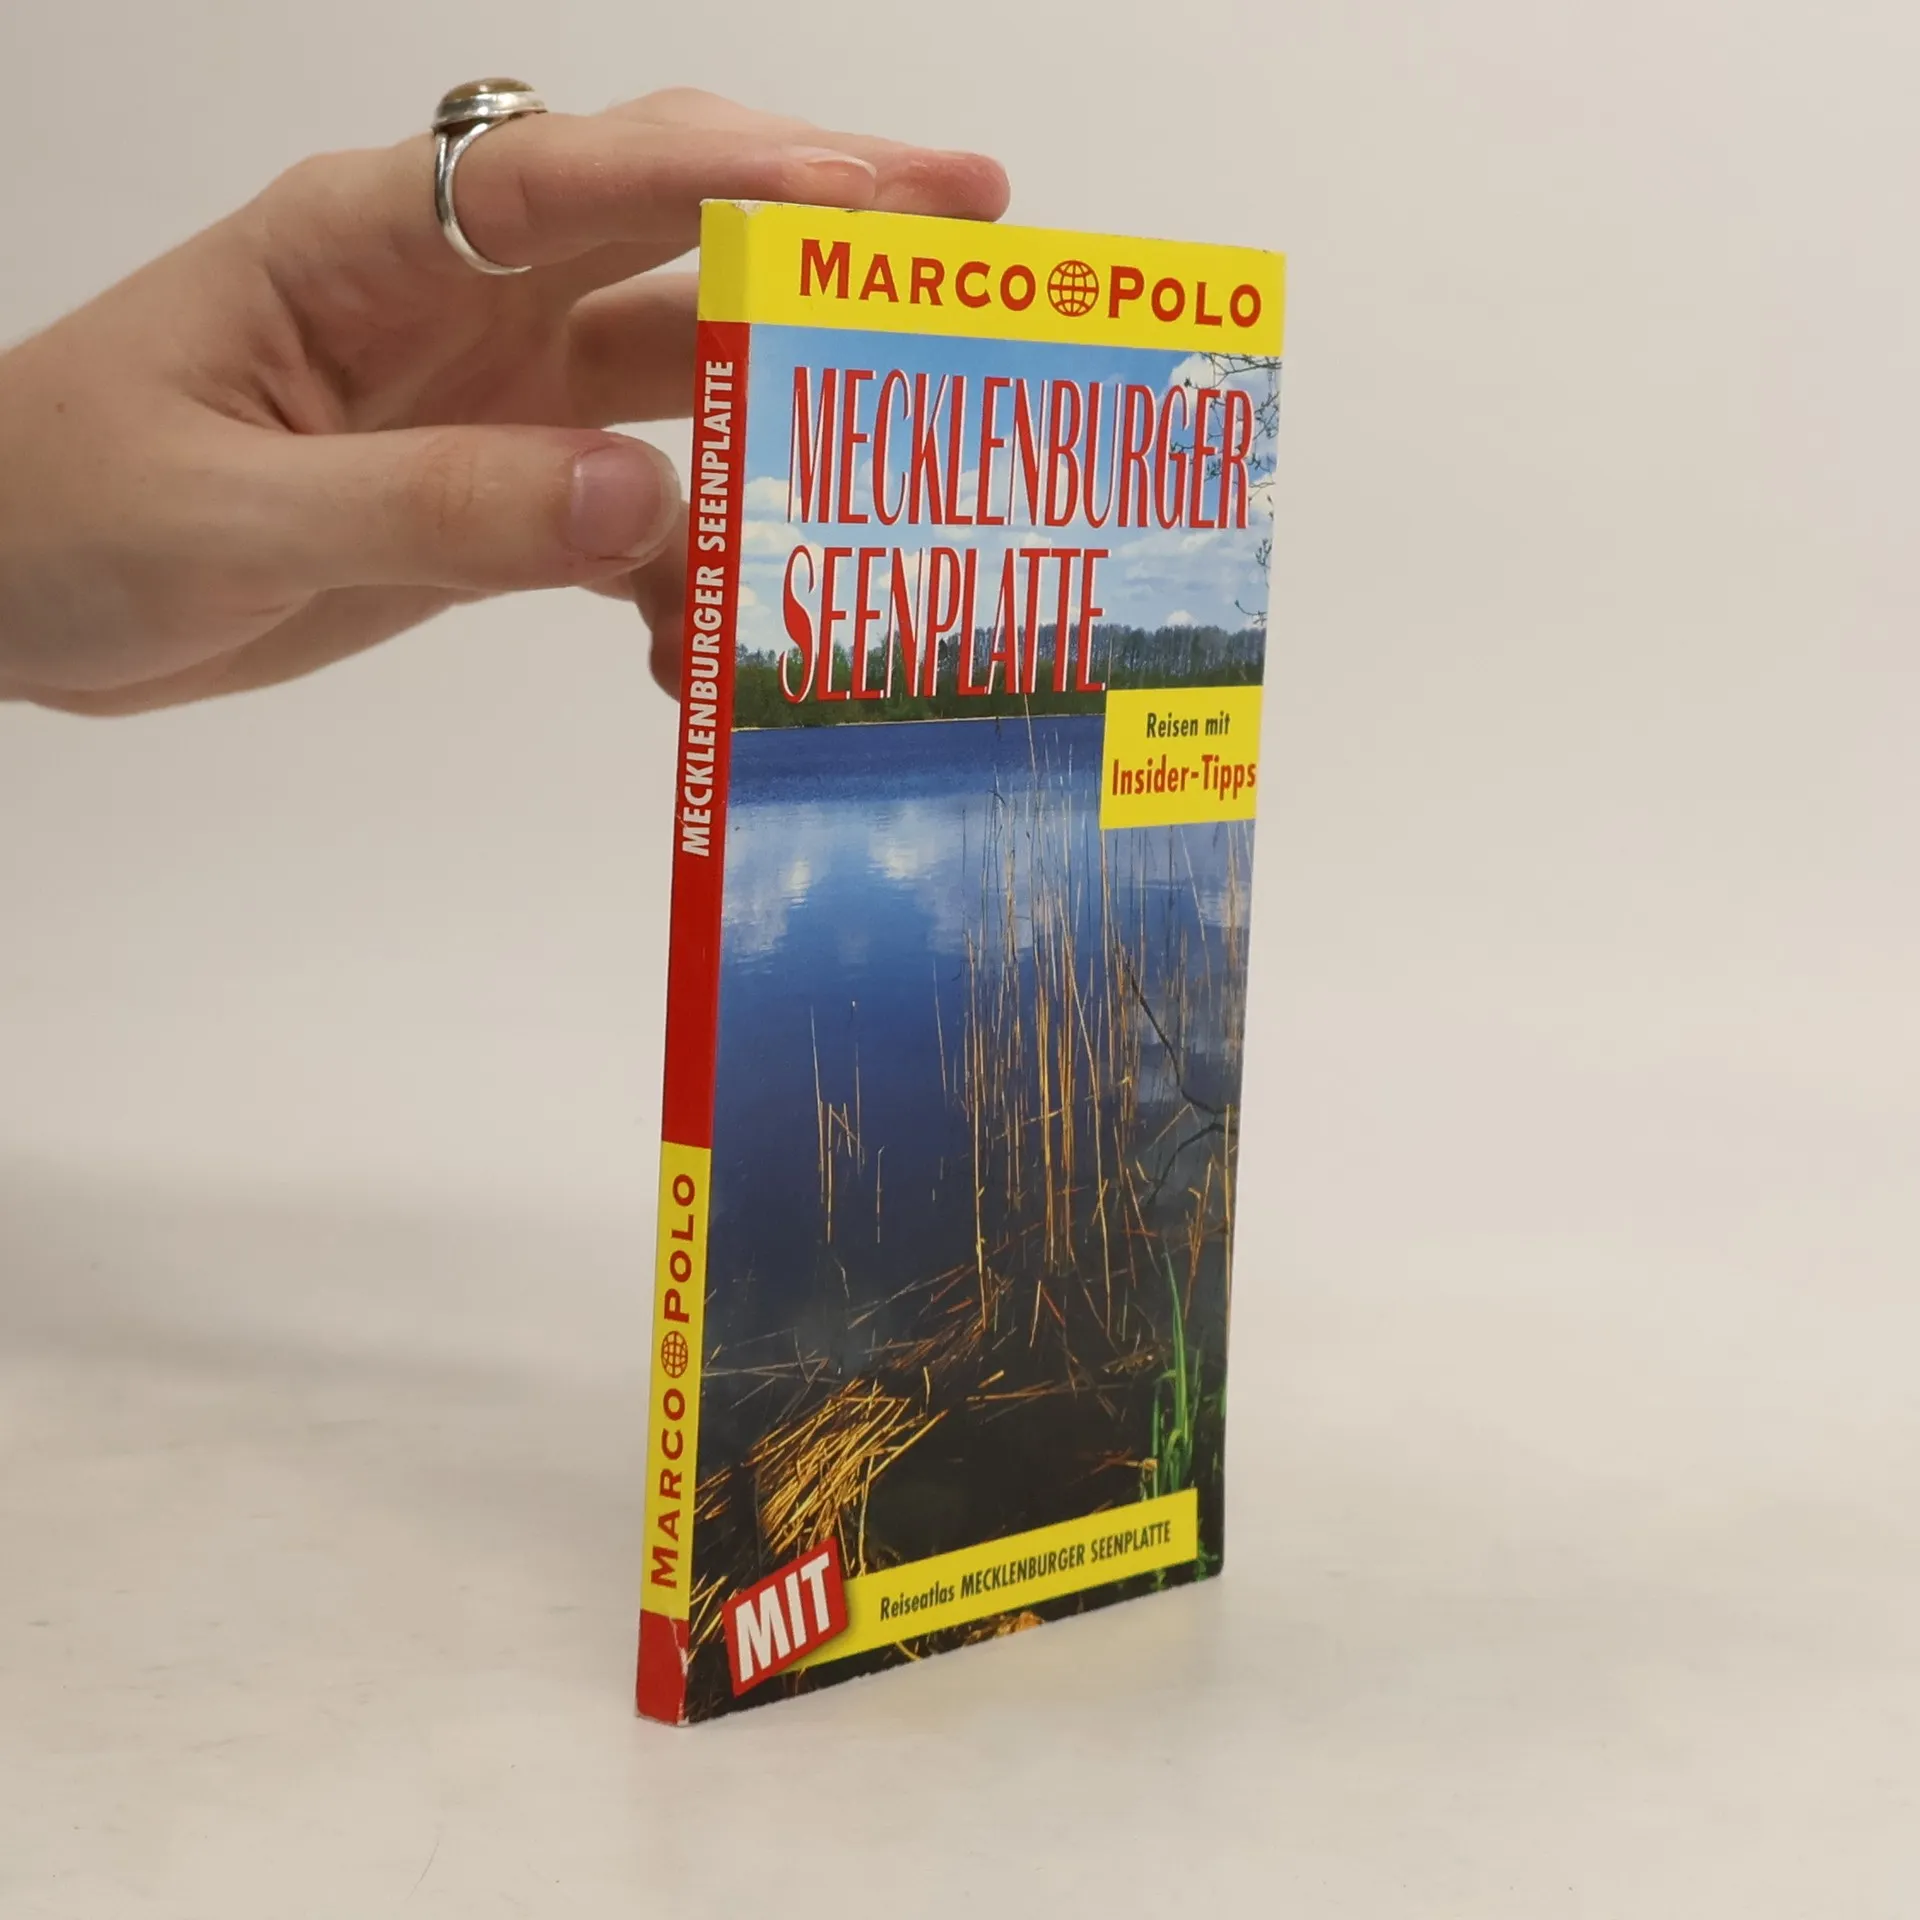 MARCO POLO
MECKLENBURGER
SEENPLATTE
Reisen mit
Insider-Tipps
MIT
Reiseatlas MECKLENBURGER SEENPLATTE
MECKLENBURGER SEENPLATTE
MARCO POLO